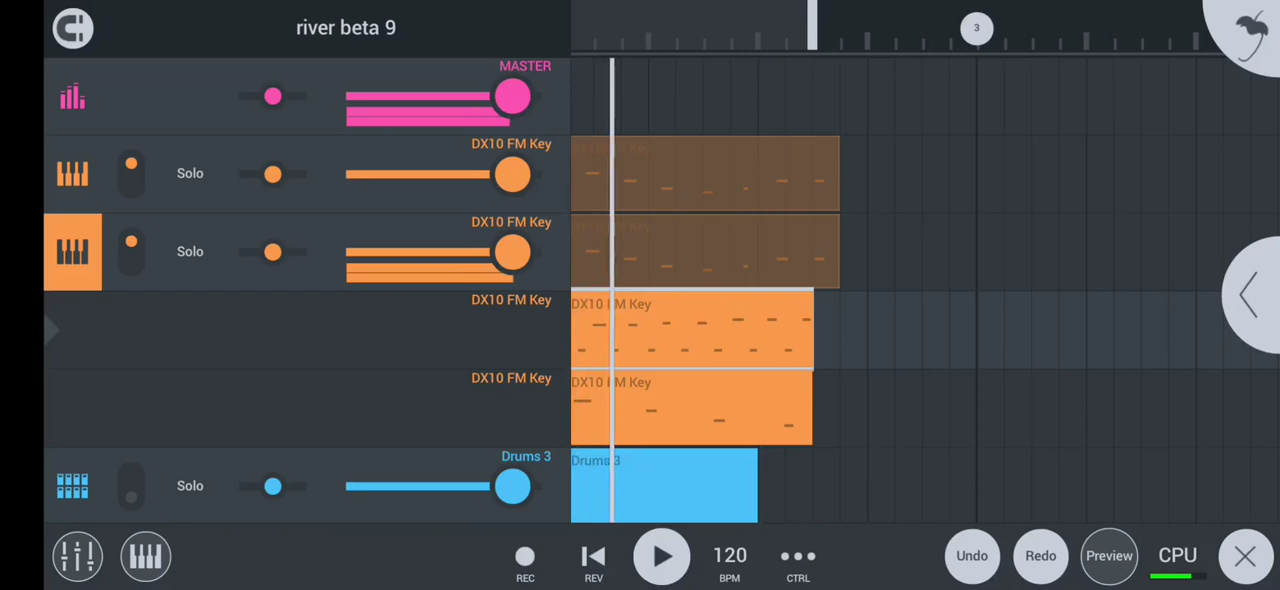 river beta 9
3
MASTER
DX10 FM Key
Solo
DX10 FM Key
Solo
DX10 FM Key
DX10 FM Key
DX10 FM Key
DX10 FM Key
Drums 3
Drums 3
Solo
REC
REV
120
BPM
CTRL
Undo
Redo
Preview
CPU